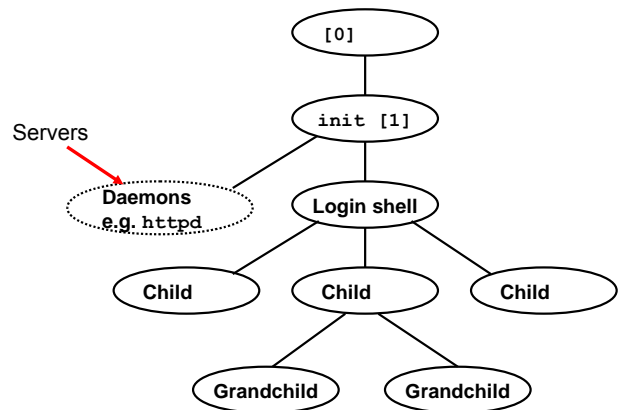 [0]
init [1]
Servers
Daemons
e.g. httpd
Login shell
Child
Child
Child
Grandchild
Grandchild